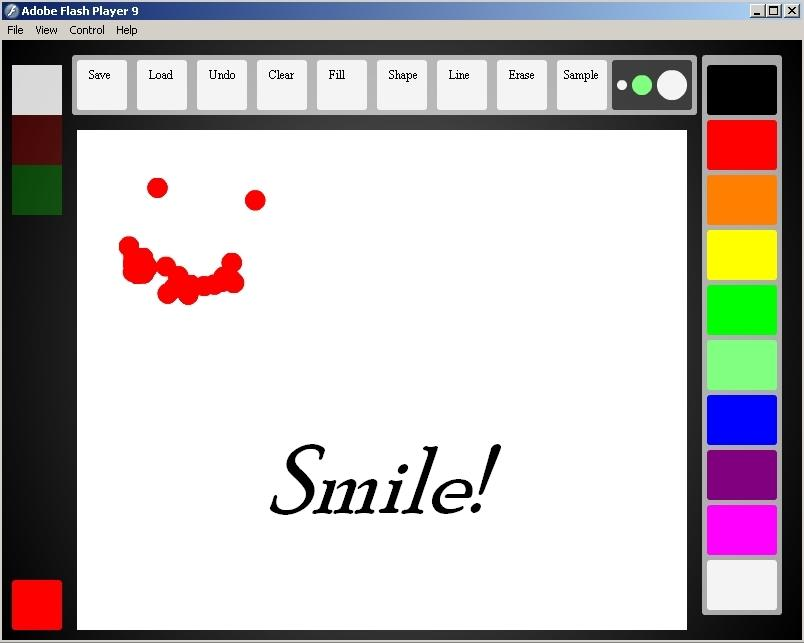 Adobe Flash Player 9
File View Control Help
Save Load Undo Clear Fill Shape Line Erase Sample
Smile!